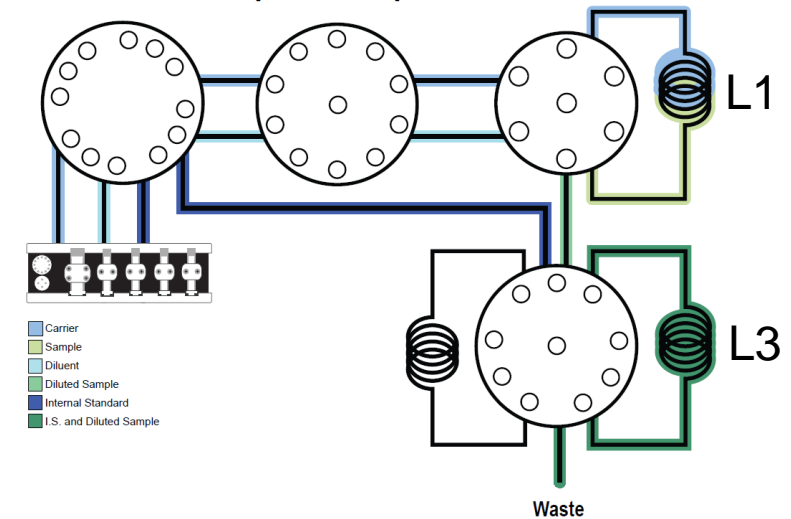 L1
L3
Carrier
Sample
Diluent
Diluted Sample
Internal Standard
I.S. and Diluted Sample
Waste